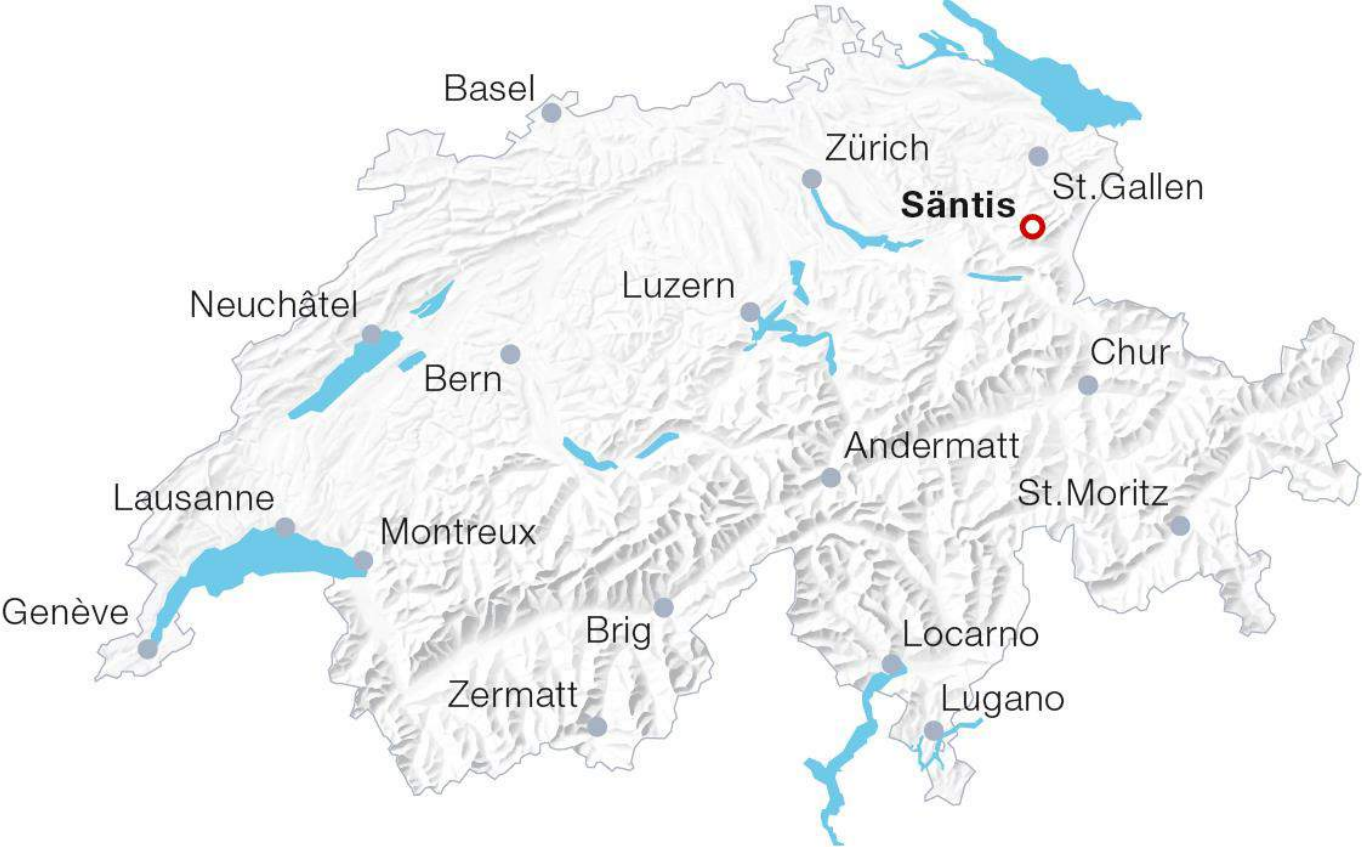 Basel
Zürich
St.Gallen
Säntis
Luzern
Neuchâtel
Bern
Chur
Andermatt
St.Moritz
Lausanne
Montreux
Genève
Brig
Locarno
Zermatt
Lugano